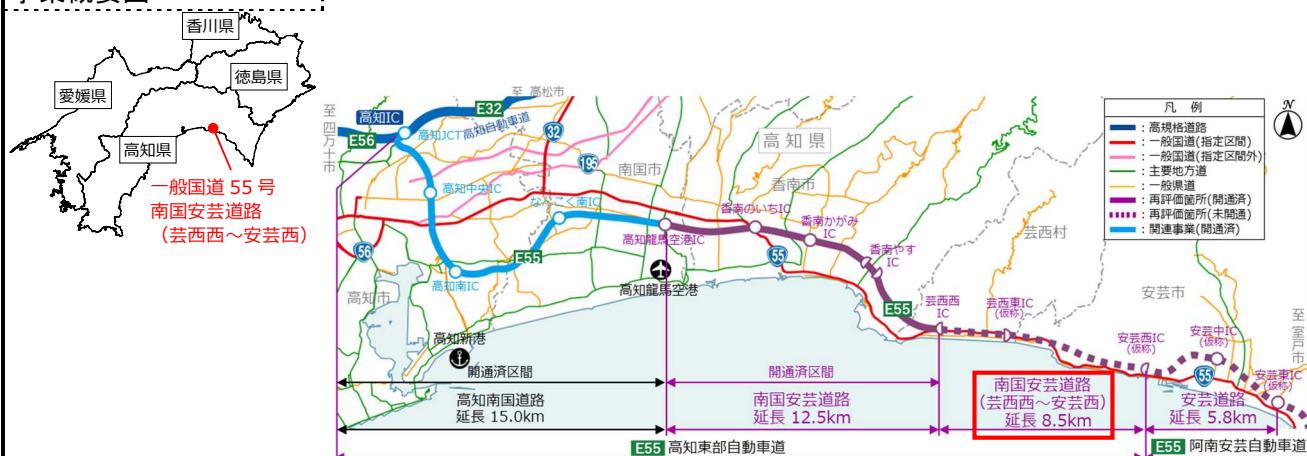 香川県
徳島県
愛媛県
高知県
一般国道 55 号
南国安芸道路
（芸西西～安芸西）
至 高松市
至 四万十市
高知IC
E32
E56
高知JCT
高知自動車道
32
195
高知県
南国市
香南市
芸西村
安芸市
高知市
至 室戸市
高知中央IC
なんこく南IC
高知南IC
E55
56
高知龍馬空港IC
高知龍馬空港
香南のいちIC
香南かがみ
IC
香南やす
IC
55
E55
芸西西
IC
芸西東IC
(仮称)
安芸西IC
(仮称)
安芸中IC
(仮称)
安芸東IC
(仮称)
55
高知新港
N
凡 例
：高規格道路
：一般国道(指定区間)
：一般国道(指定区間外)
：主要地方道
：一般県道
：再評価箇所(開通済)
：再評価箇所(未開通)
：関連事業(開通済)
開通済区間
高知南国道路
延長 15.0km
開通済区間
南国安芸道路
延長 12.5km
南国安芸道路
（芸西西～安芸西）
延長 8.5km
安芸道路
延長 5.8km
E55 高知東部自動車道
E55 阿南安芸自動車道